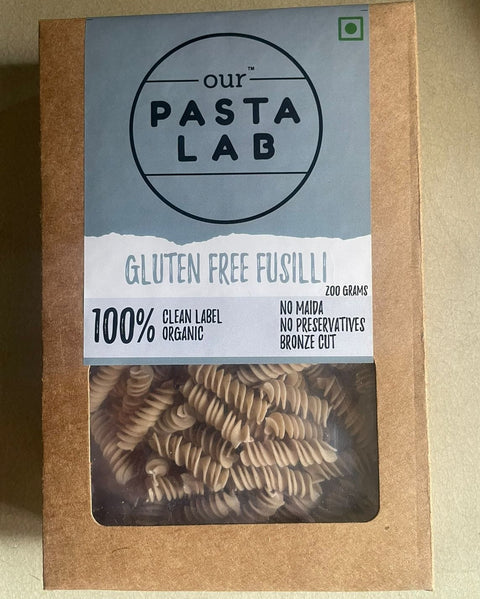 our™
PASTA
LAB
GLUTEN FREE FUSILLI
200 GRAMS
100% CLEAN LABEL
ORGANIC
NO MAIDA
NO PRESERVATIVES
BRONZE CUT